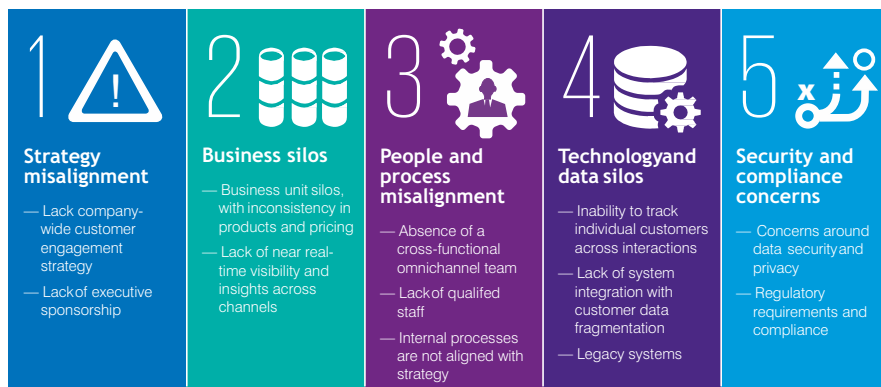 1
!
Strategy
misalignment
— Lack company-
wide customer
engagement
strategy
— Lackof executive
sponsorship
2
Business silos
— Business unit silos,
with inconsistency in
products and pricing
— Lack of near real-
time visibility and
insights across
channels
3
People and
process
misalignment
— Absence of a
cross-functional
omnichannel team
— Lackof qualifed
staff
— Internal processes
are not aligned with
strategy
4
Technologyand
data silos
— Inability to track
individual customers
across interactions
— Lack of system
integration with
customer data
fragmentation
— Legacy systems
5
x
Security and
compliance
concerns
— Concerns around
data securityand
privacy
— Regulatory
requirements and
compliance